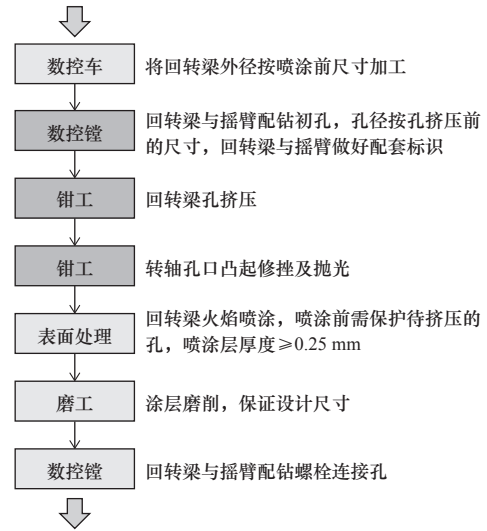 数控车
将回转梁外径按喷涂前尺寸加工
数控镗
回转梁与摇臂配钻初孔，孔径按孔挤压前
的尺寸，回转梁与摇臂做好配套标识
钳工
回转梁孔挤压
钳工
转轴孔口凸起修挫及抛光
表面处理
回转梁火焰喷涂，喷涂前需保护待挤压的
孔，喷涂层厚度≥0.25 mm
磨工
涂层磨削，保证设计尺寸
数控镗
回转梁与摇臂配钻螺栓连接孔